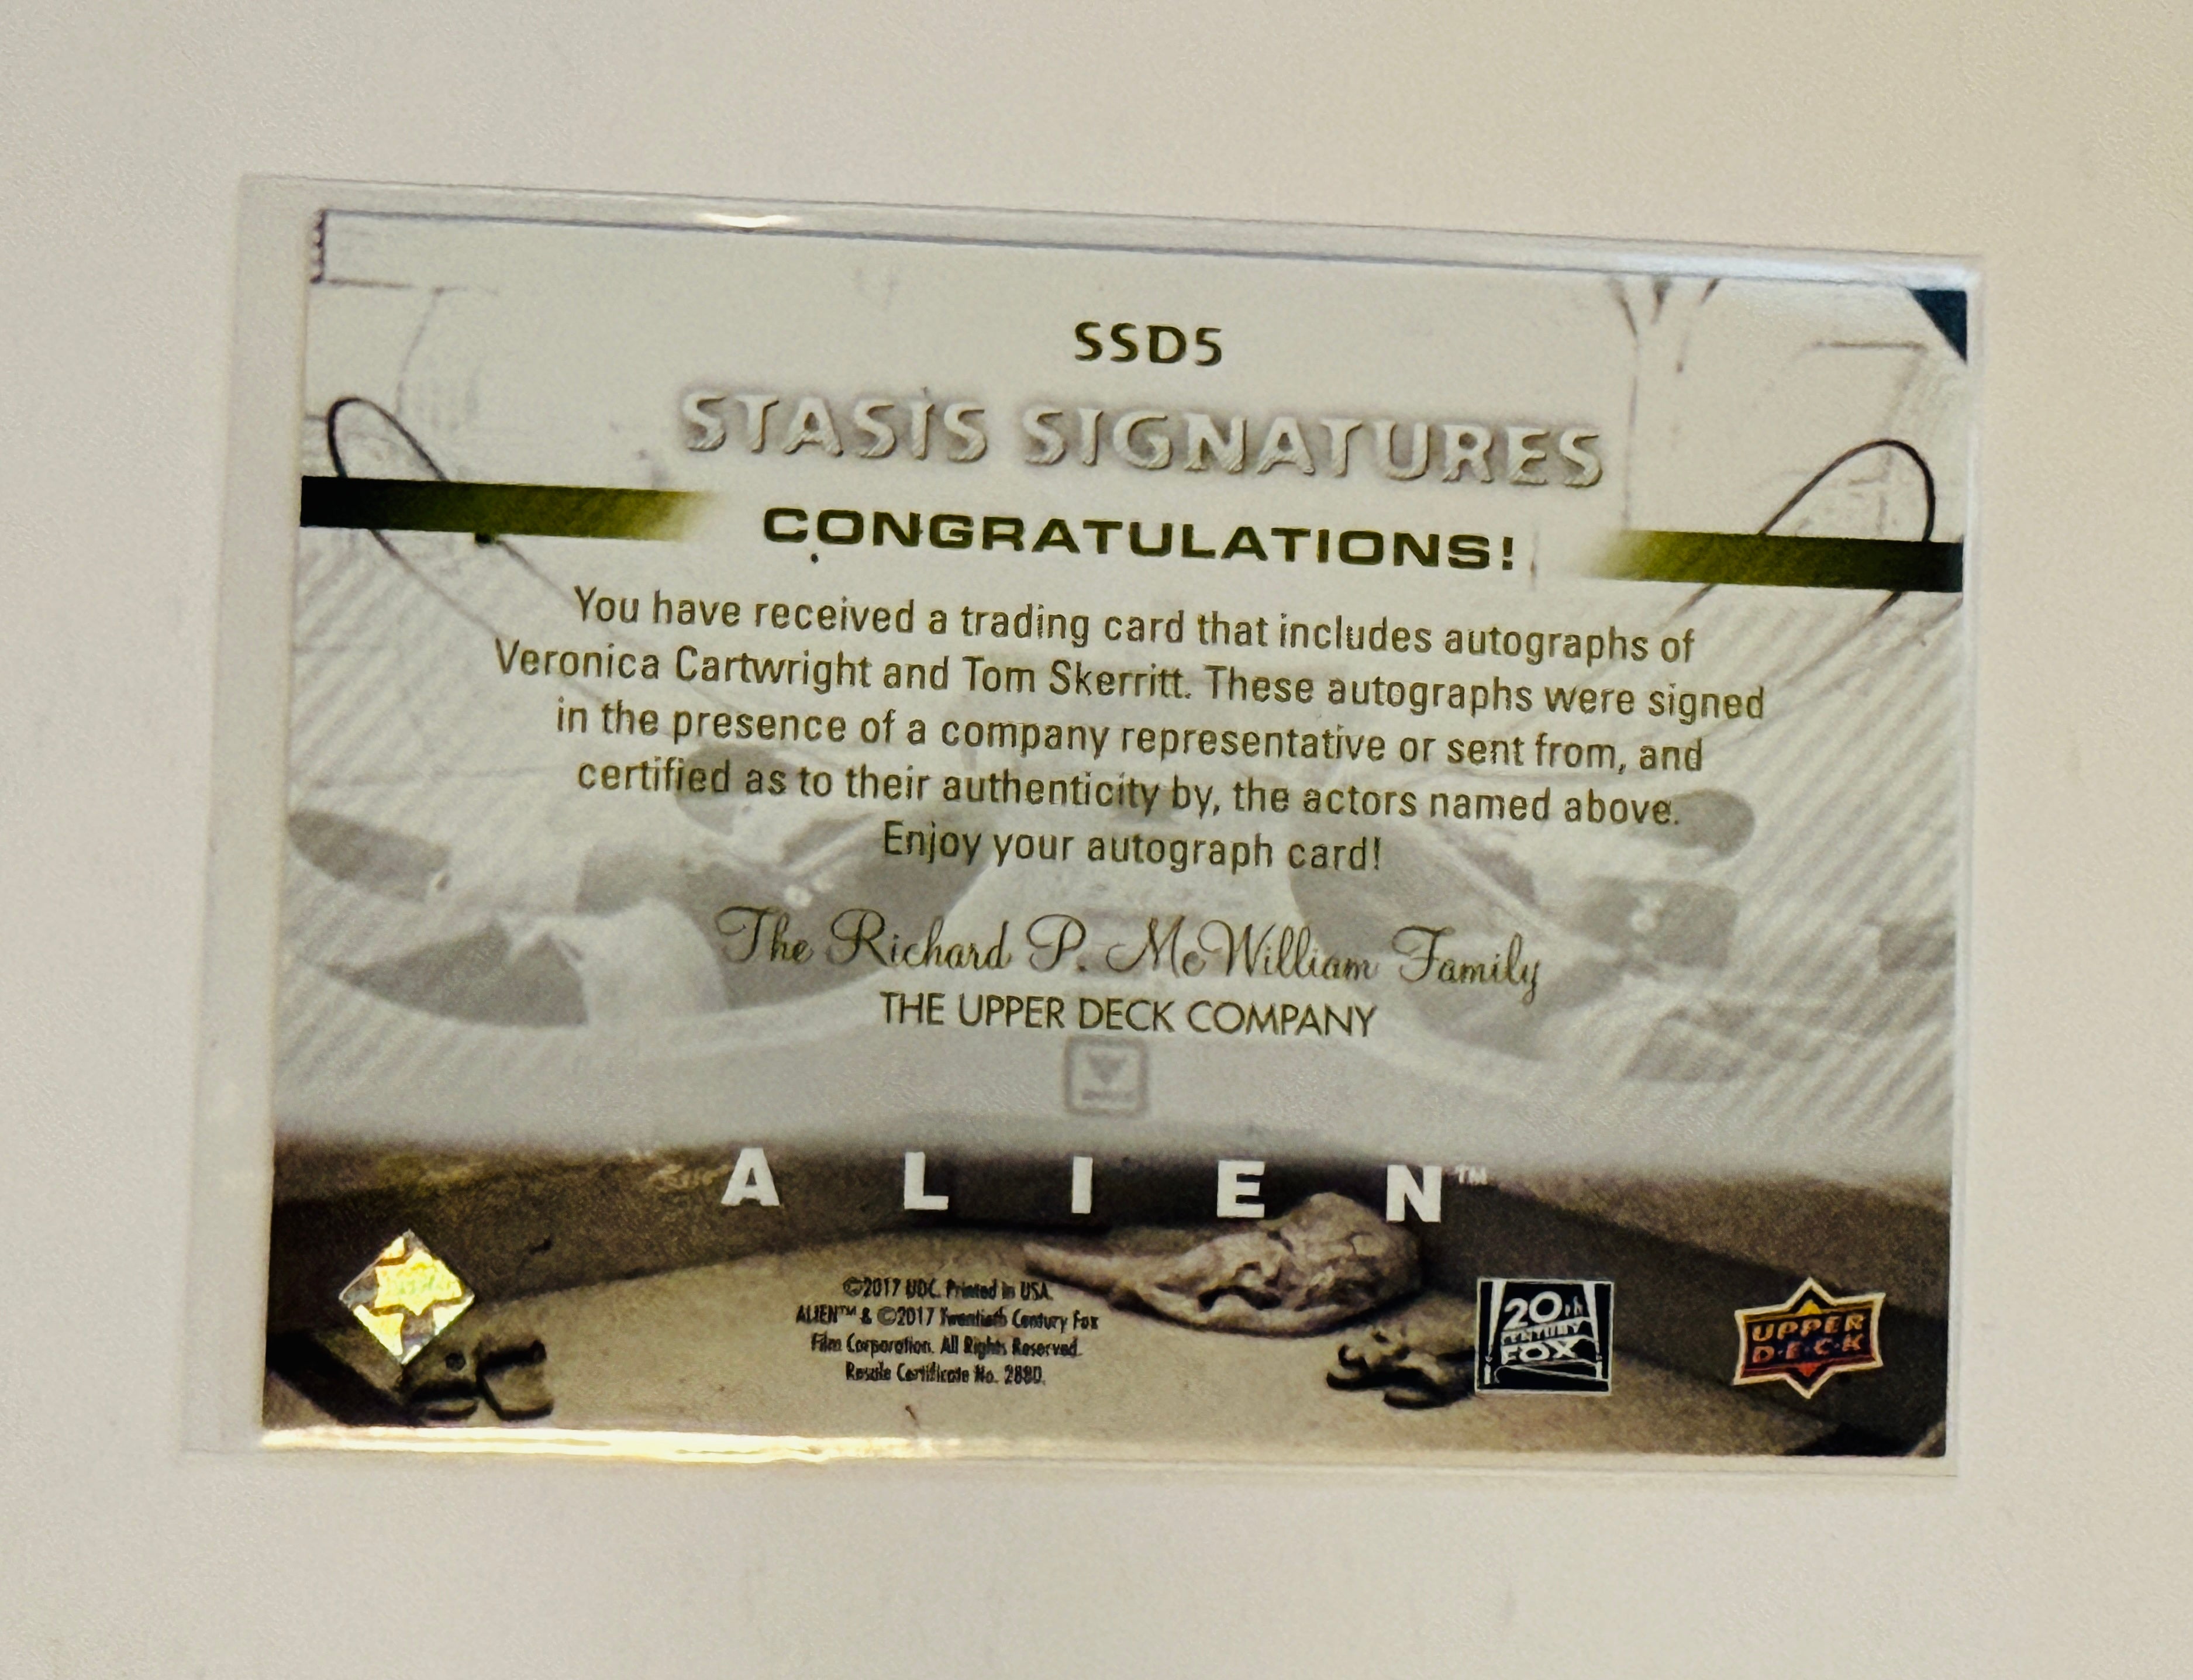 SSD5
STASIS SIGNATURES
CONGRATULATIONS!
You have received a trading card that includes autographs of
Veronica Cartwright and Tom Skerritt. These autographs were signed
in the presence of a company representative or sent from, and
certified as to their authenticity by, the actors named above.
Enjoy your autograph card!
The Richard P. McWilliam Family
THE UPPER DECK COMPANY
ALIEN™
©2017 UDC. Printed in USA.
ALIEN™ & ©2017 Twentieth Century Fox
Film Corporation. All Rights Reserved.
Resale Certificate No. 2880.
20th
CENTURY
FOX
UPPER
D·E·C·K